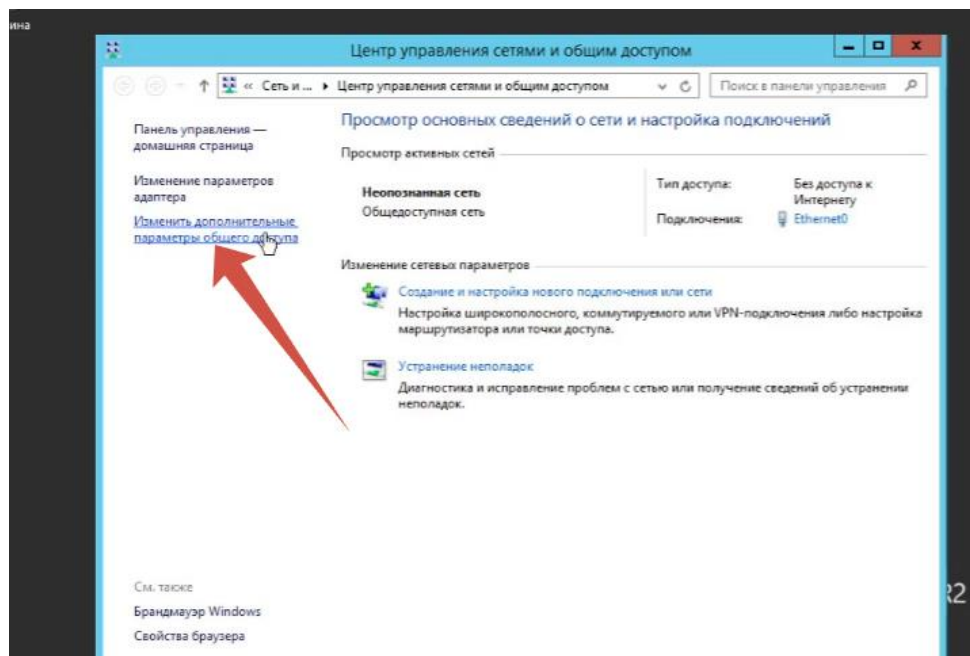 ина
Центр управления сетями и общим доступом
« Сеть и ... ▸ Центр управления сетями и общим доступом
Поиск в панели управления
Панель управления —
домашняя страница
Изменение параметров
адаптера
Изменить дополнительные
параметры общего доступа
Просмотр основных сведений о сети и настройка подключений
Просмотр активных сетей
Неопознанная сеть
Общедоступная сеть
Тип доступа: Без доступа к
Интернету
Подключения: Ethernet0
Изменение сетевых параметров
Создание и настройка нового подключения или сети
Настройка широкополосного, коммутируемого или VPN-подключения либо настройка
маршрутизатора или точки доступа.
Устранение неполадок
Диагностика и исправление проблем с сетью или получение сведений об устранении
неполадок.
См. также
Брандмауэр Windows
Свойства браузера
R2